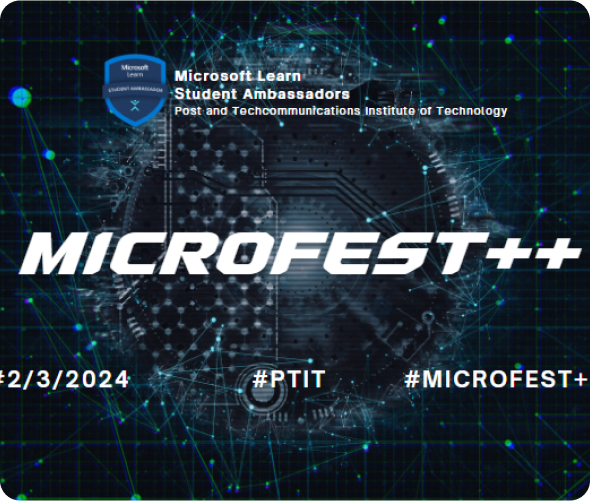 Microsoft
Learn
STUDENT AMBASSADOR
Microsoft Learn
Student Ambassadors
Post and Techcommunications Institute of Technology
MICROFEST++
#2/3/2024 #PTIT #MICROFEST+